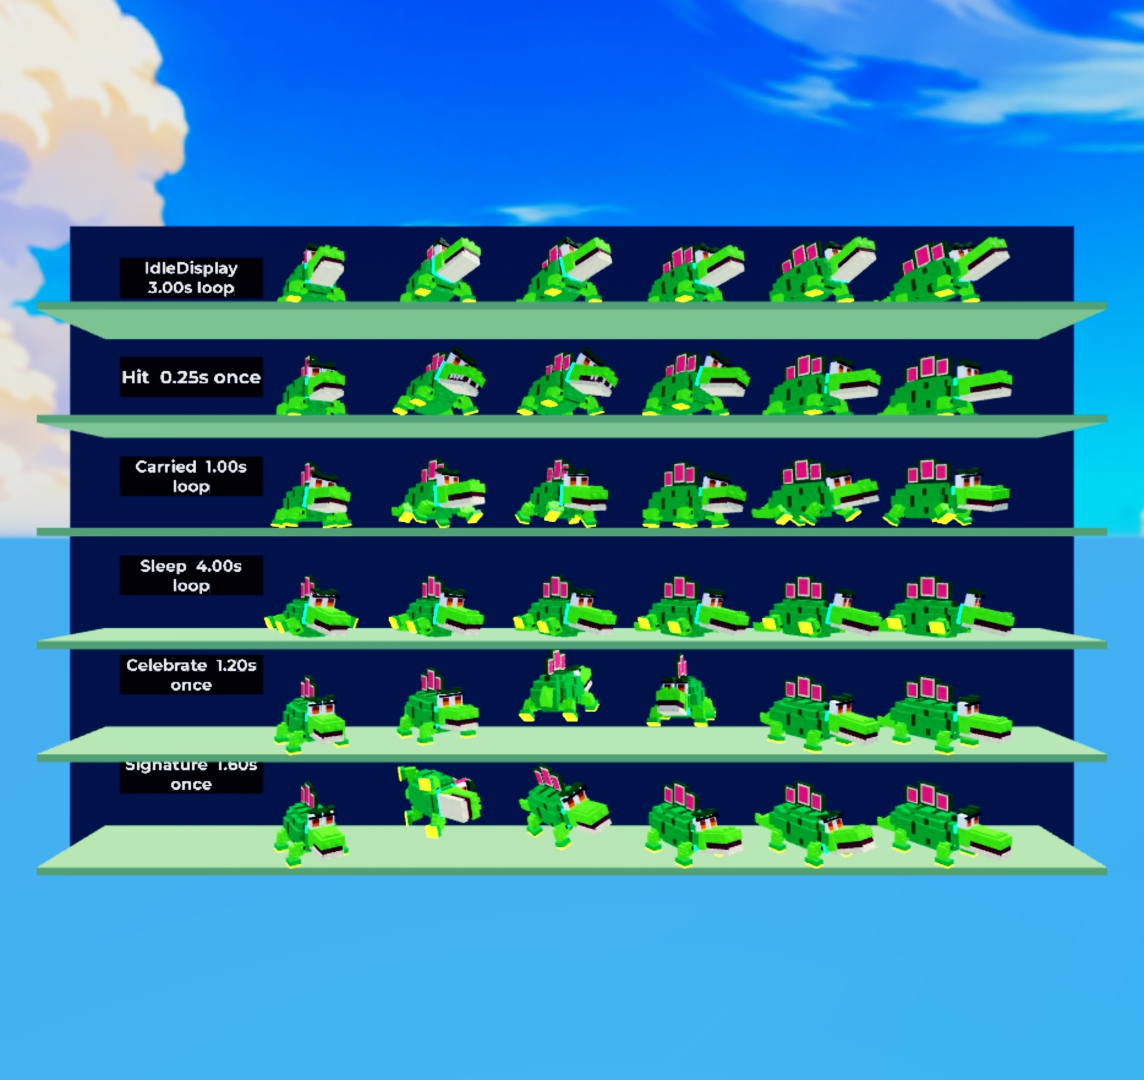 IdleDisplay
3.00s loop
Hit 0.25s once
Carried 1.00s
loop
Sleep 4.00s
loop
Celebrate 1.20s
once
Signature 1.60s
once